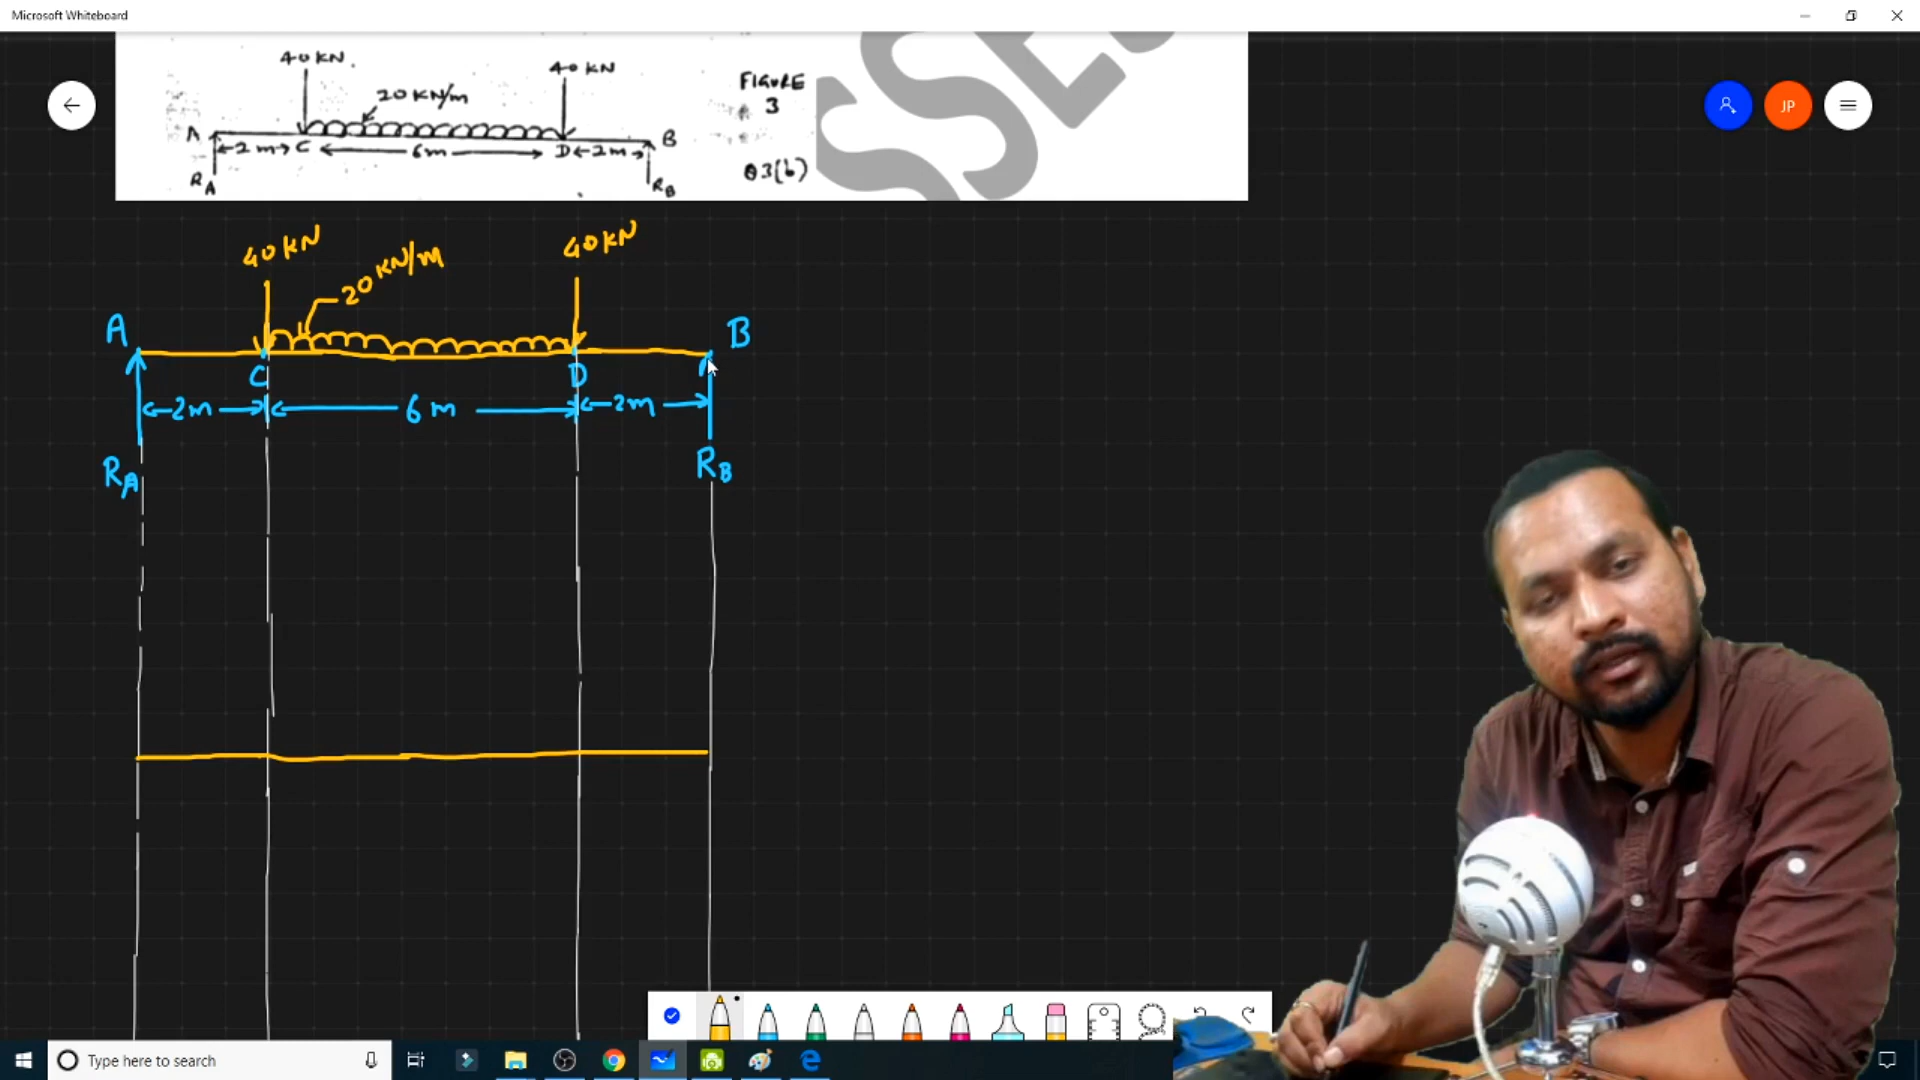 Microsoft Whiteboard
40 KN.
40 KN
20 KN/m
FIGURE
3
A
B
2 m C 6m D 2m
RA
RB
Q3(b)
JP
40 KN
40 KN
20 KN/m
A
B
C
D
2m
6 m
2m
RA
RB
Type here to search